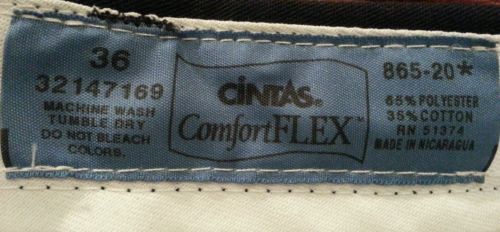 36
32147169
MACHINE WASH
TUMBLE DRY
DO NOT BLEACH
COLORS.
CINTAS®
ComfortFLEX™
865-20*
65% POLYESTER
35% COTTON
RN 51374
MADE IN NICARAGUA